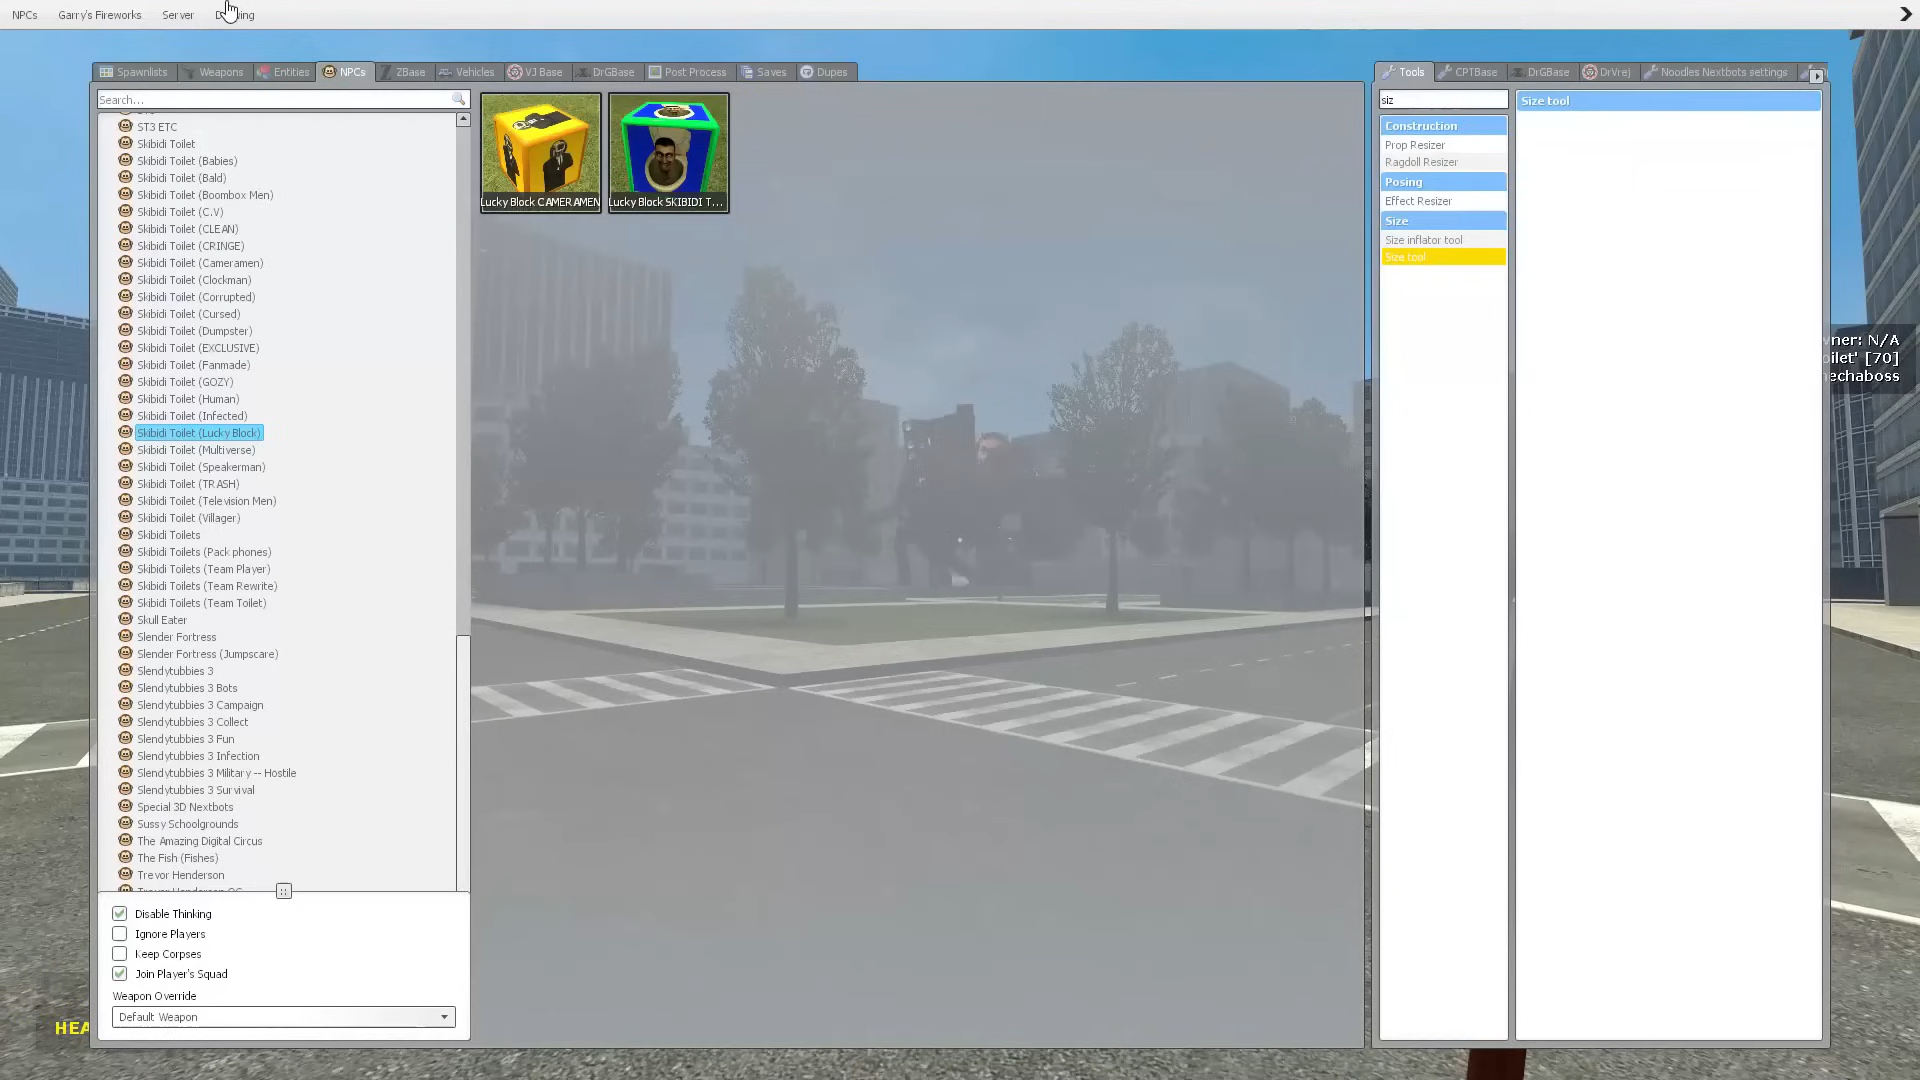 NPCs Garry's Fireworks Server
Spawnlists Weapons Entities NPCs ZBase Vehicles VJ Base DrGBase Post Process Saves Dupes
Search...
ST3 ETC
Skibidi Toilet
Skibidi Toilet (Babies)
Skibidi Toilet (Bald)
Skibidi Toilet (Boombox Men)
Skibidi Toilet (C.V)
Skibidi Toilet (CLEAN)
Skibidi Toilet (CRINGE)
Skibidi Toilet (Cameramen)
Skibidi Toilet (Clockman)
Skibidi Toilet (Corrupted)
Skibidi Toilet (Cursed)
Skibidi Toilet (Dumpster)
Skibidi Toilet (EXCLUSIVE)
Skibidi Toilet (Fanmade)
Skibidi Toilet (GOZY)
Skibidi Toilet (Human)
Skibidi Toilet (Infected)
Skibidi Toilet (Lucky Block)
Skibidi Toilet (Multiverse)
Skibidi Toilet (Speakerman)
Skibidi Toilet (TRASH)
Skibidi Toilet (Television Men)
Skibidi Toilet (Villager)
Skibidi Toilets
Skibidi Toilets (Pack phones)
Skibidi Toilets (Team Player)
Skibidi Toilets (Team Rewrite)
Skibidi Toilets (Team Toilet)
Skull Eater
Slender Fortress
Slender Fortress (Jumpscare)
Slendytubbies 3
Slendytubbies 3 Bots
Slendytubbies 3 Campaign
Slendytubbies 3 Collect
Slendytubbies 3 Fun
Slendytubbies 3 Infection
Slendytubbies 3 Military -- Hostile
Slendytubbies 3 Survival
Special 3D Nextbots
Sussy Schoolgrounds
The Amazing Digital Circus
The Fish (Fishes)
Trevor Henderson
Disable Thinking
Ignore Players
Keep Corpses
Join Player's Squad
Weapon Override
Default Weapon
HEA
Lucky Block CAMERAMEN
Lucky Block SKIBIDI T...
Tools CPTBase DrGBase DrVrej Noodles Nextbots settings
siz
Construction
Prop Resizer
Ragdoll Resizer
Posing
Effect Resizer
Size
Size inflator tool
Size tool
Size tool
ner: N/A
oilet' [70]
echaboss